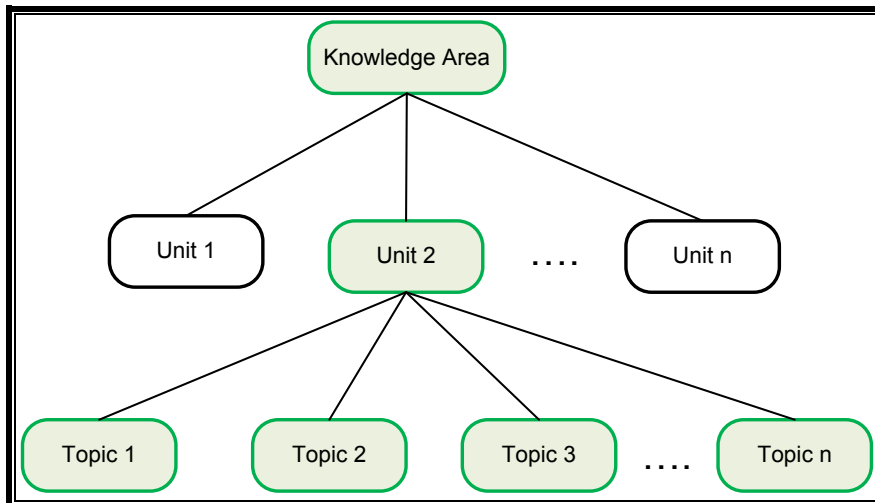 Knowledge Area
Unit 1
Unit 2
....
Unit n
Topic 1
Topic 2
Topic 3
....
Topic n